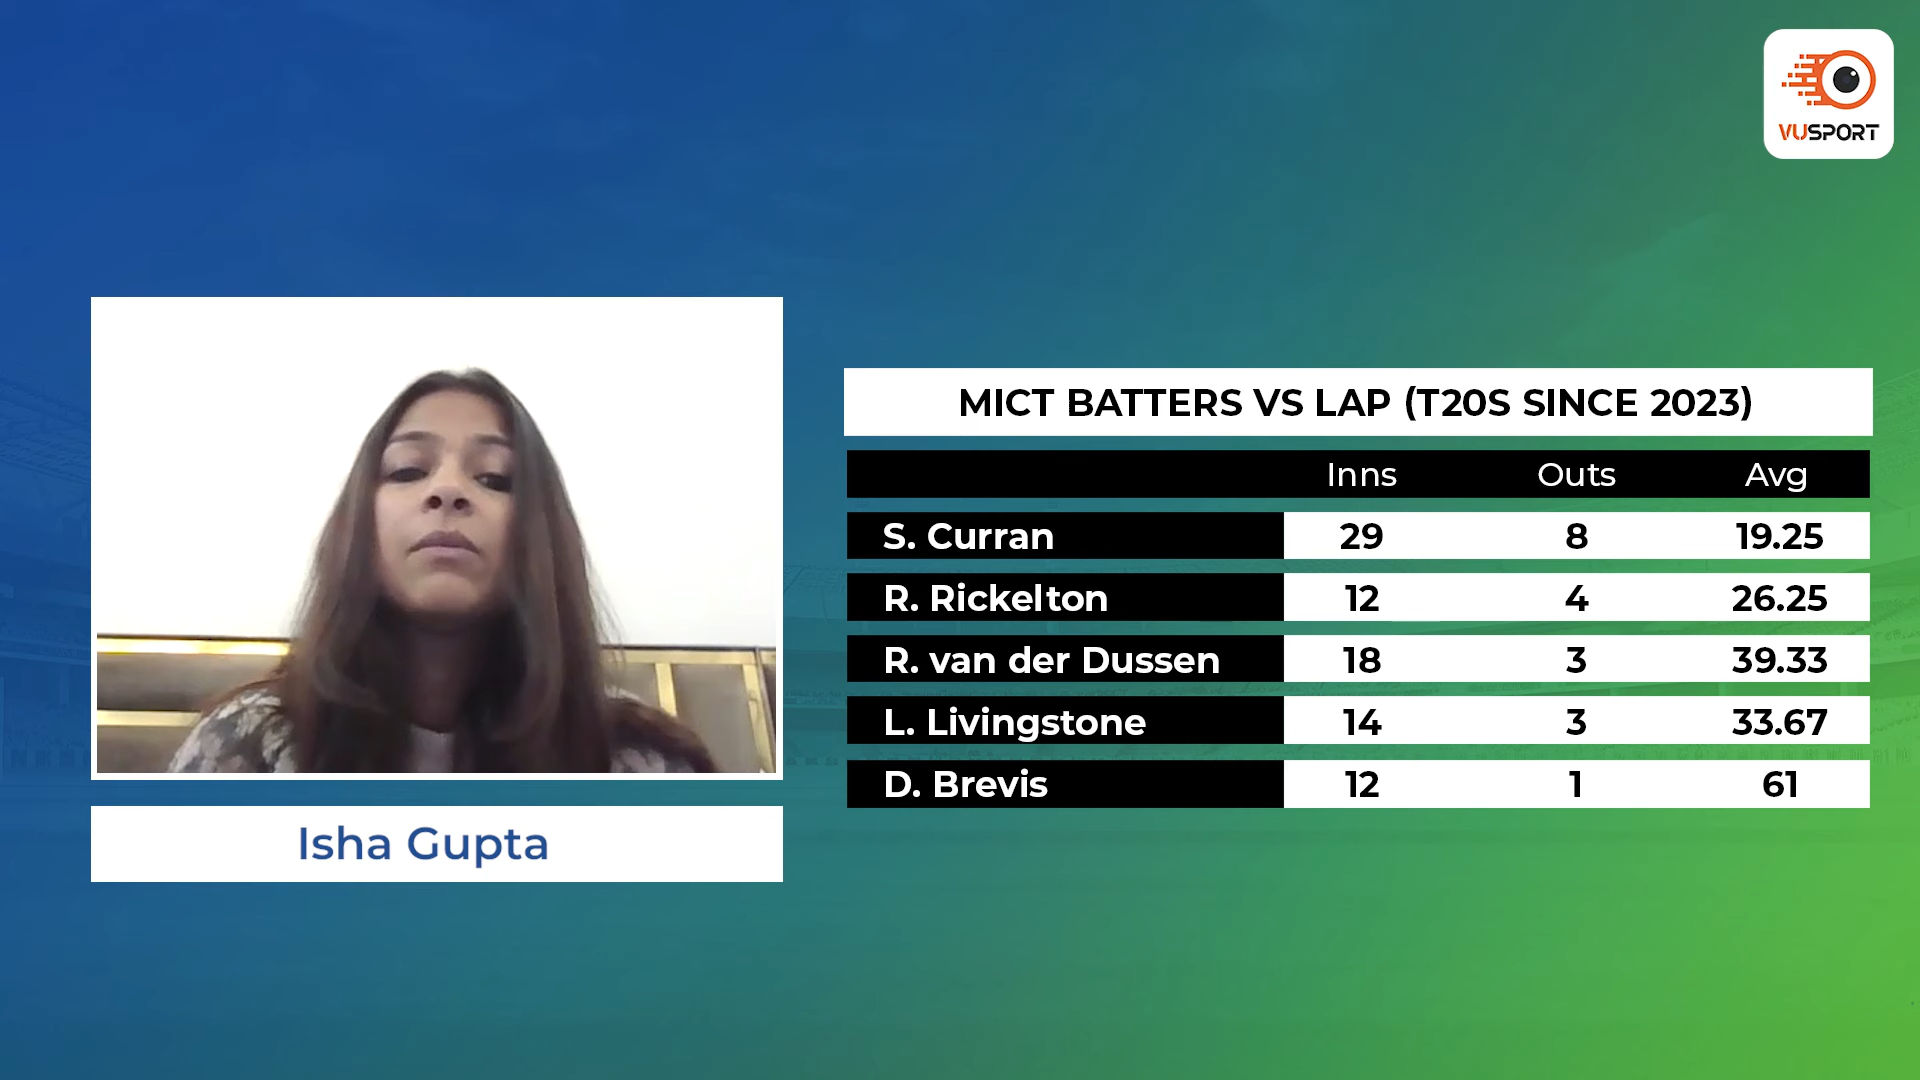 VUSPORT
MICT BATTERS VS LAP (T20S SINCE 2023)
Inns Outs Avg
S. Curran 29 8 19.25
R. Rickelton 12 4 26.25
R. van der Dussen 18 3 39.33
L. Livingstone 14 3 33.67
D. Brevis 12 1 61
Isha Gupta